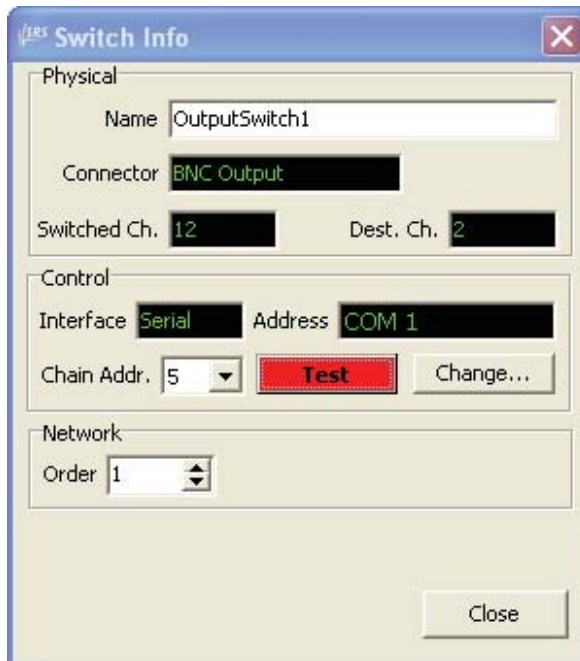 SRS Switch Info
Physical
Name OutputSwitch1
Connector BNC Output
Switched Ch. 12 Dest. Ch. 2
Control
Interface Serial Address COM 1
Chain Addr. 5 Test Change...
Network
Order 1
Close